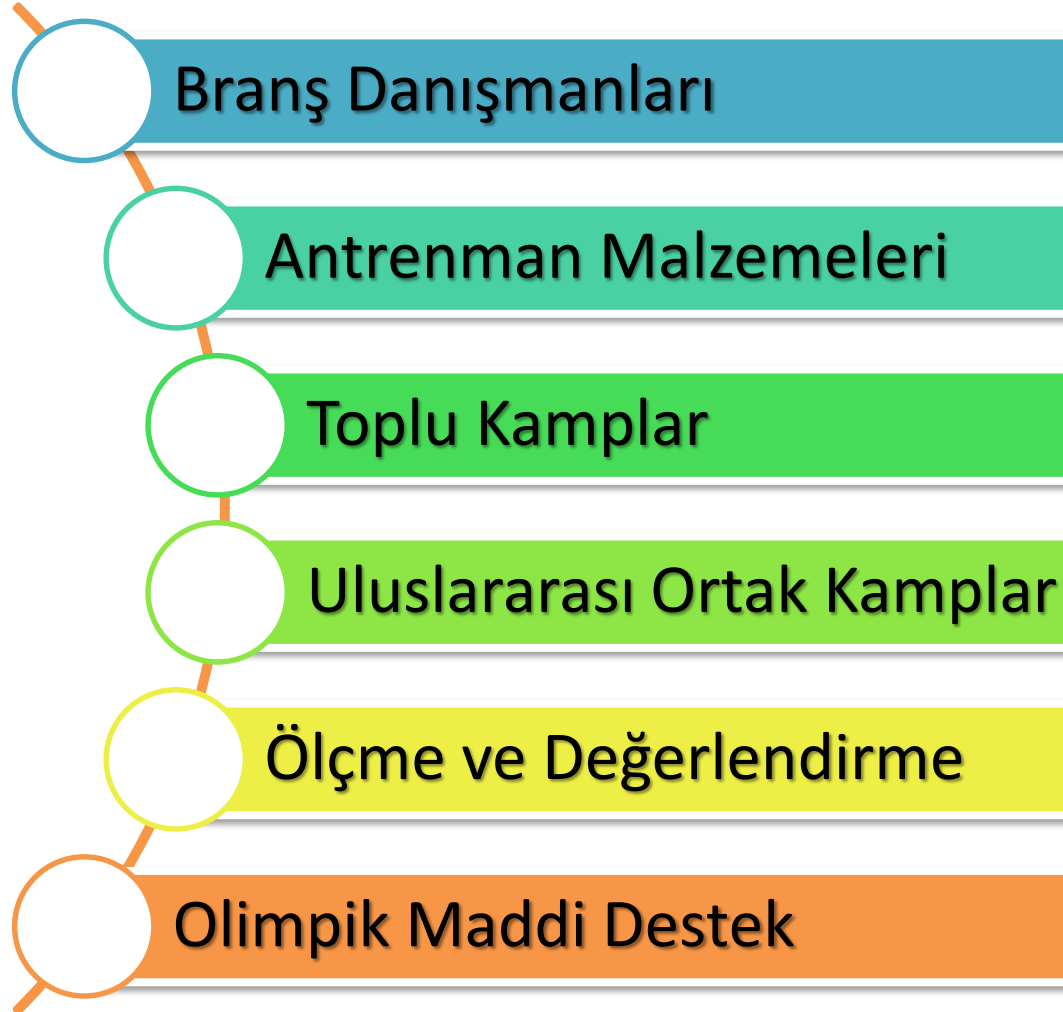 Branş Danışmanları
Antrenman Malzemeleri
Toplu Kamplar
Uluslararası Ortak Kamplar
Ölçme ve Değerlendirme
Olimpik Maddi Destek